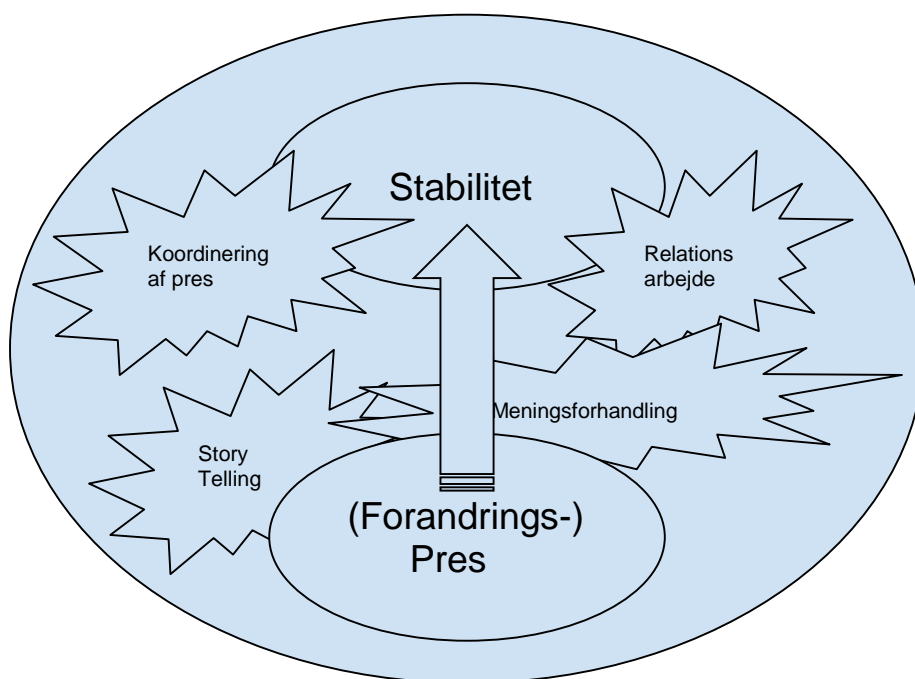 Stabilitet
Koordinering
af pres
Relations
arbejde
Meningsforhandling
Story
Telling
(Forandrings-)
Pres